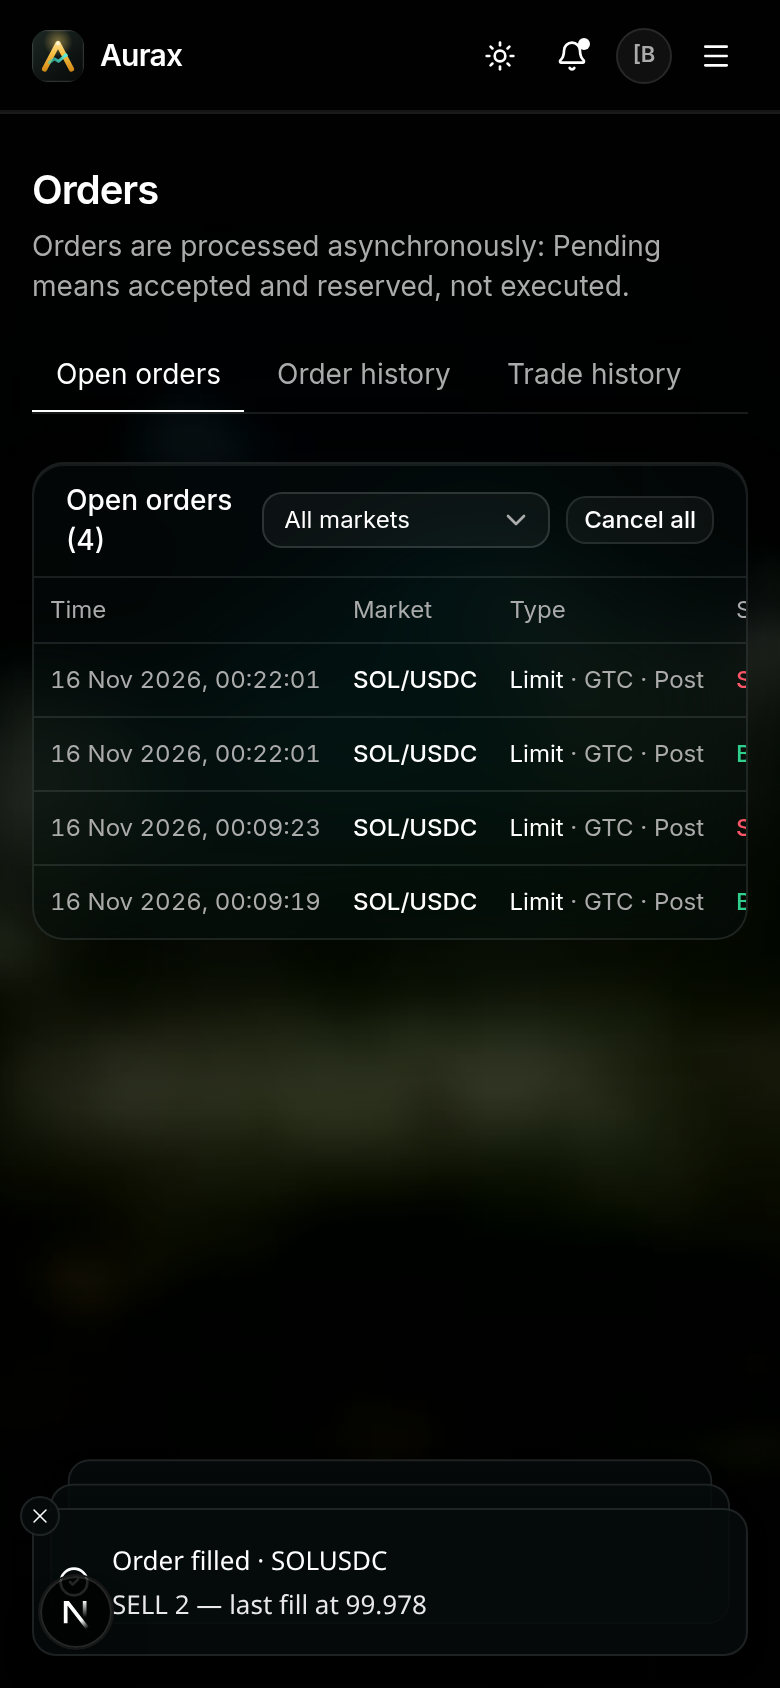 Aurax
[B
Orders
Orders are processed asynchronously: Pending
means accepted and reserved, not executed.
Open orders Order history Trade history
Open orders
(4)
All markets
Cancel all
Time Market Type
16 Nov 2026, 00:22:01 SOL/USDC Limit · GTC · Post
16 Nov 2026, 00:22:01 SOL/USDC Limit · GTC · Post
16 Nov 2026, 00:09:23 SOL/USDC Limit · GTC · Post
16 Nov 2026, 00:09:19 SOL/USDC Limit · GTC · Post
Order filled · SOLUSDC
SELL 2 — last fill at 99.978
N